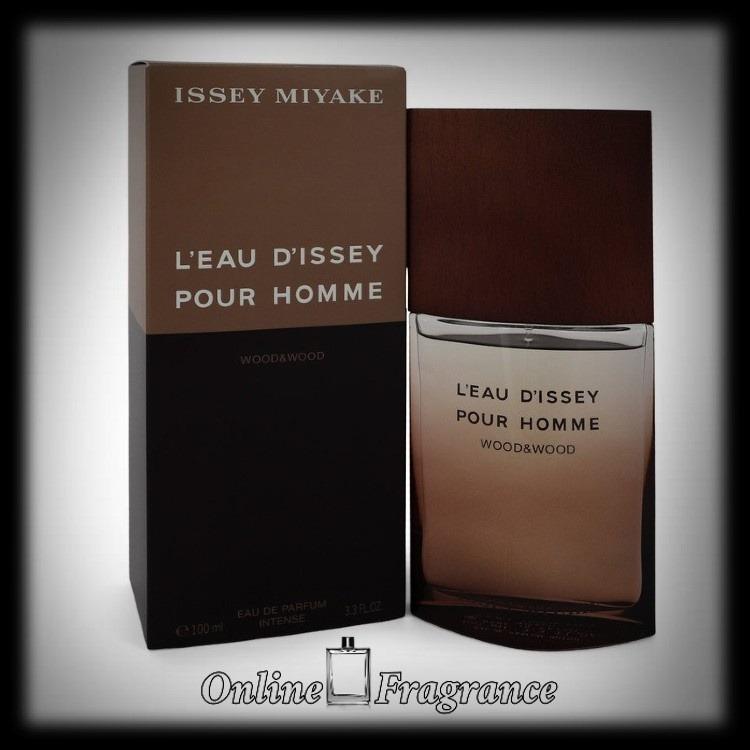 ISSEY MIYAKE
L'EAU D'ISSEY
POUR HOMME
WOOD&WOOD
EAU DE PARFUM
INTENSE
℮100 ml
3.3 FL.OZ.
L'EAU D'ISSEY
POUR HOMME
WOOD&WOOD
Online Fragrance